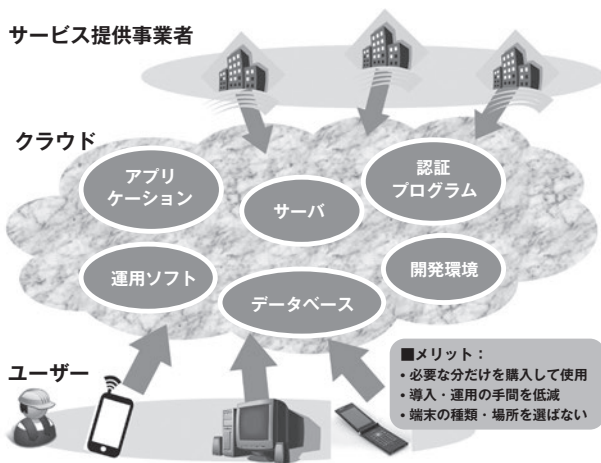 サービス提供事業者
クラウド
アプリ
ケーション
サーバ
認証
プログラム
運用ソフト
データベース
開発環境
ユーザー
■メリット：
• 必要な分だけを購入して使用
• 導入・運用の手間を低減
• 端末の種類・場所を選ばない